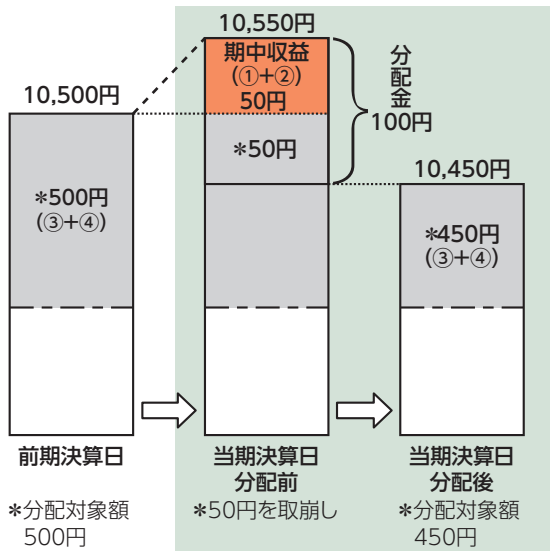 10,500円
*500円
(③+④)
前期決算日
*分配対象額
500円
10,550円
期中収益
(①+②)
50円
*50円
分配金
100円
当期決算日
分配前
*50円を取崩し
10,450円
*450円
(③+④)
当期決算日
分配後
*分配対象額
450円